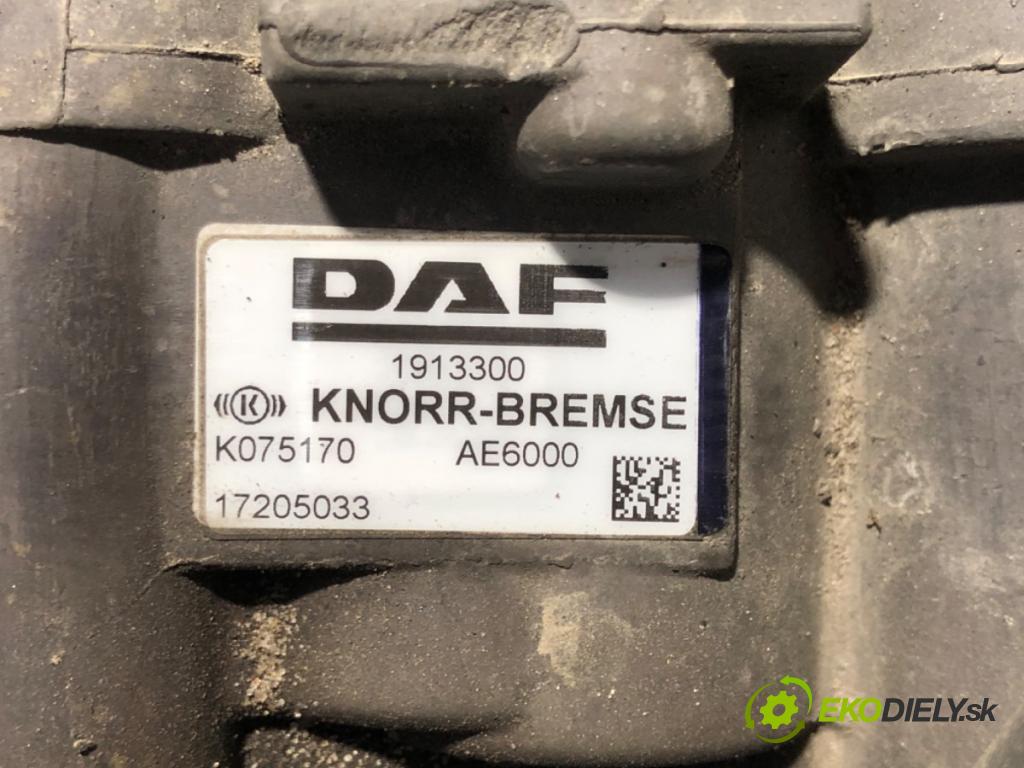 DAF
1913300
K KNORR-BREMSE
K075170 AE6000
17205033
EKODIELY.sk